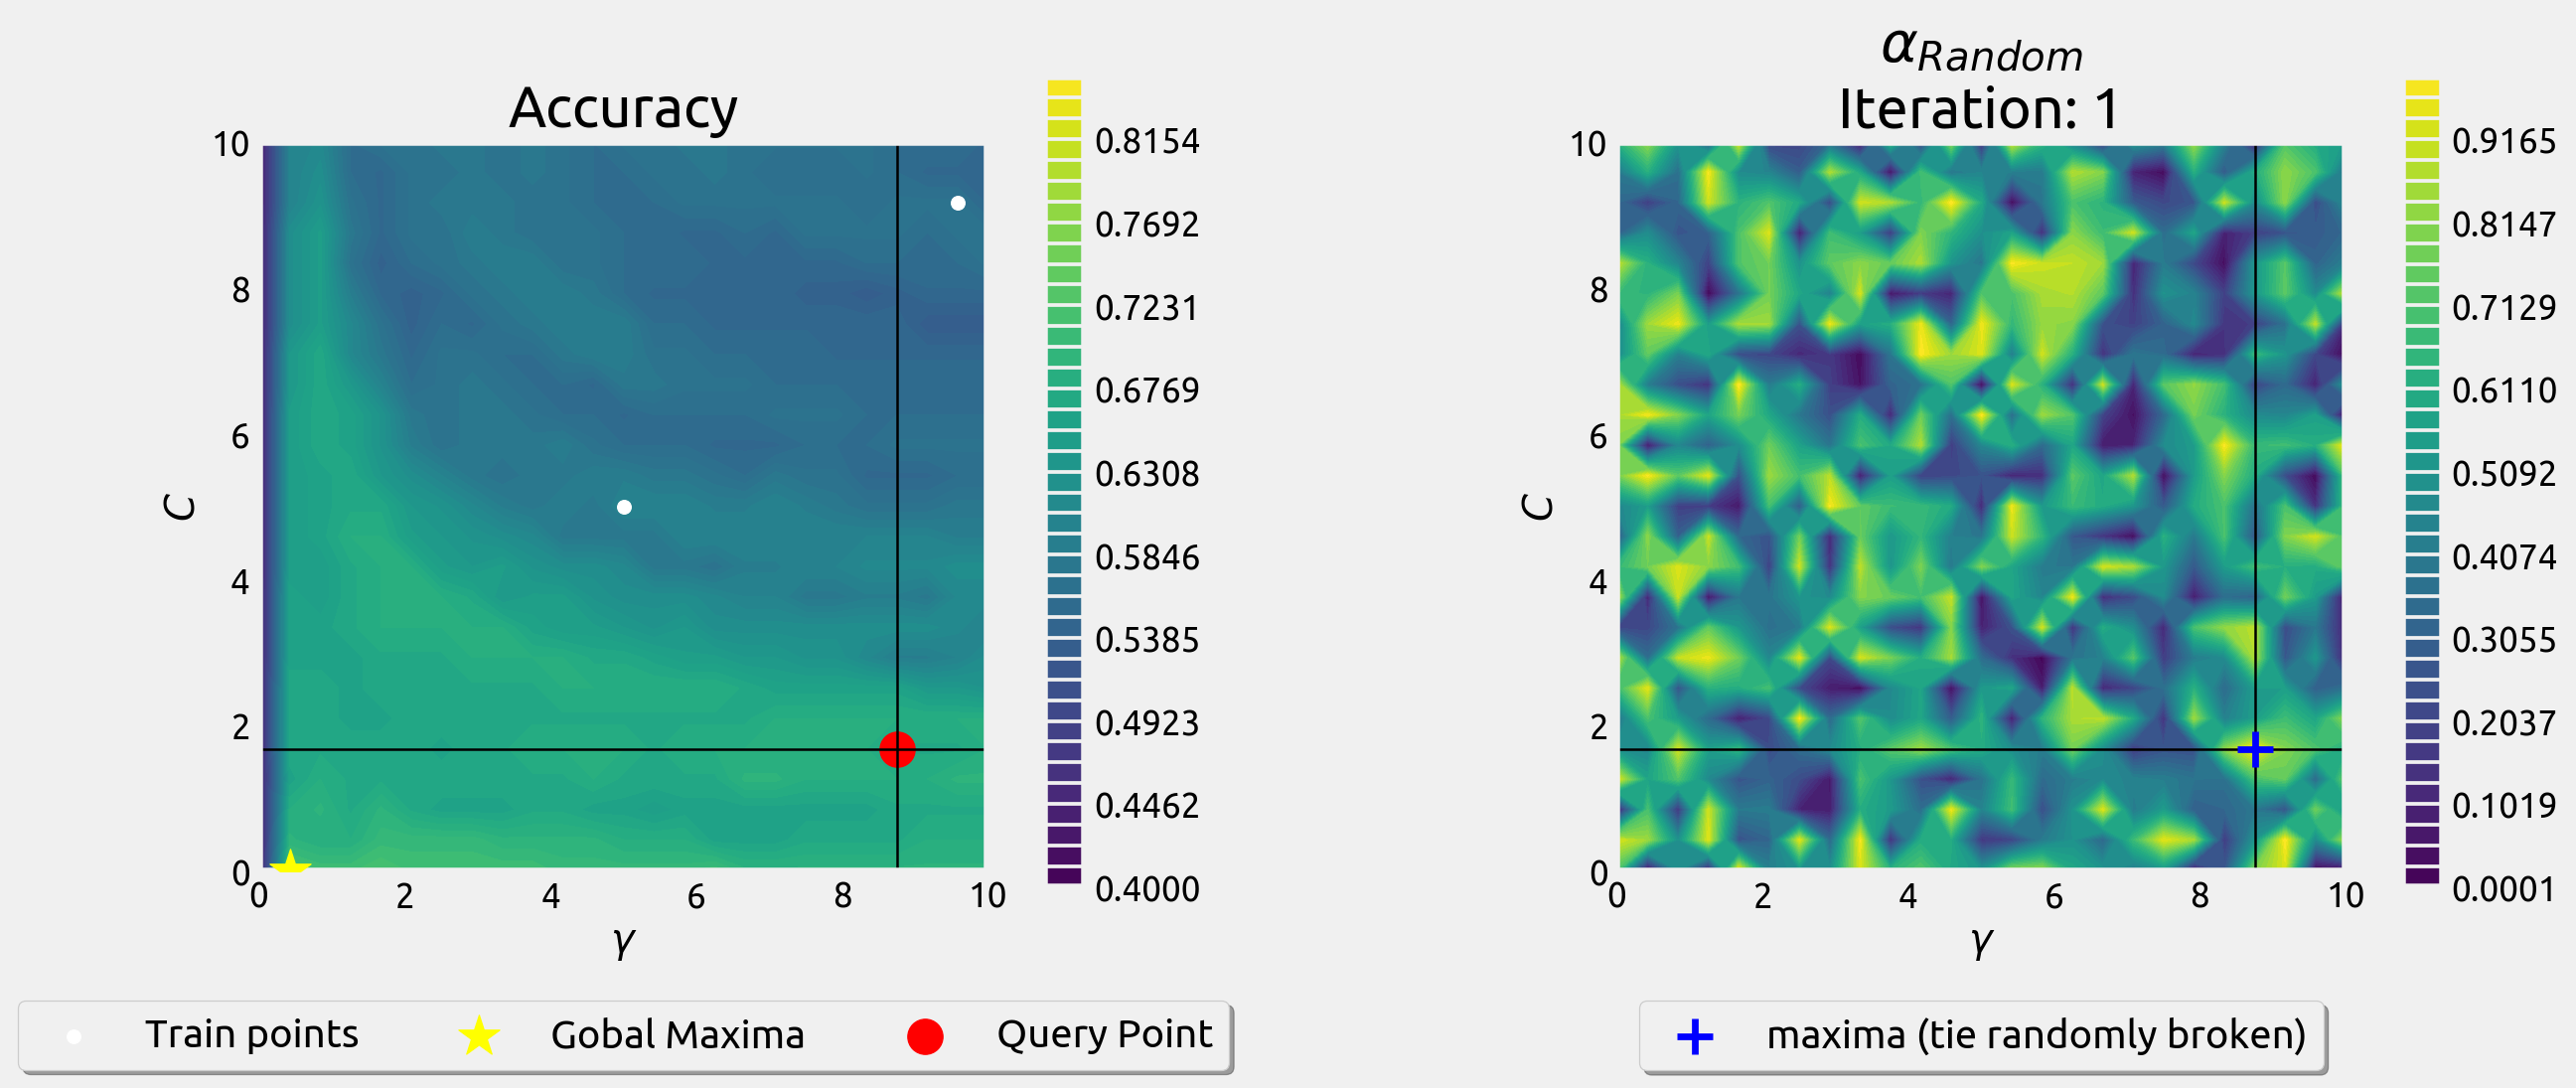 Accuracy
10
8
6
4
2
0
C
0 2 4 6 8 10
γ
0.8154
0.7692
0.7231
0.6769
0.6308
0.5846
0.5385
0.4923
0.4462
0.4000
Train points
Gobal Maxima
Query Point
αRandom
Iteration: 1
10
8
6
4
2
0
C
0 2 4 6 8 10
γ
0.9165
0.8147
0.7129
0.6110
0.5092
0.4074
0.3055
0.2037
0.1019
0.0001
maxima (tie randomly broken)